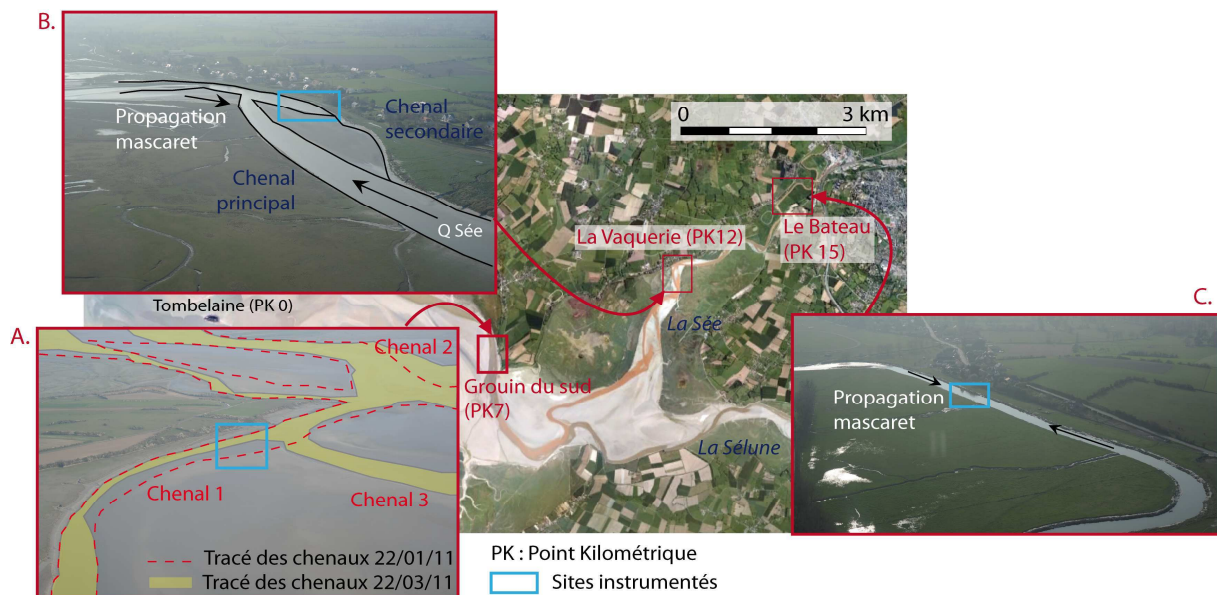 B.
Propagation
mascaret
Chenal
secondaire
Chenal
principal
Q Sée
0 3 km
La Vaquerie (PK12)
Le Bateau
(PK 15)
Tombelaine (PK 0)
La Sée
A.
Chenal 2
Grouin du sud
(PK7)
La Sélune
Chenal 1
Chenal 3
Tracé des chenaux 22/01/11
Tracé des chenaux 22/03/11
C.
Propagation
mascaret
PK : Point Kilométrique
Sites instrumentés